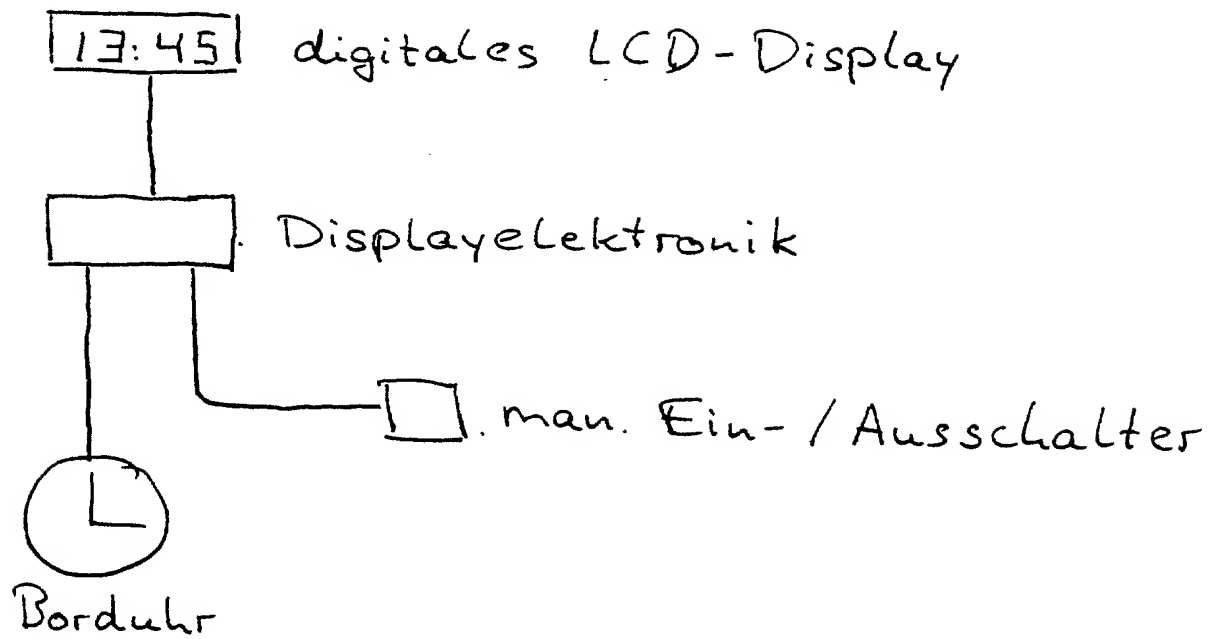 13:45 digitales LCD-Display
Displayelektronik
man. Ein-/Ausschalter
Borduhr